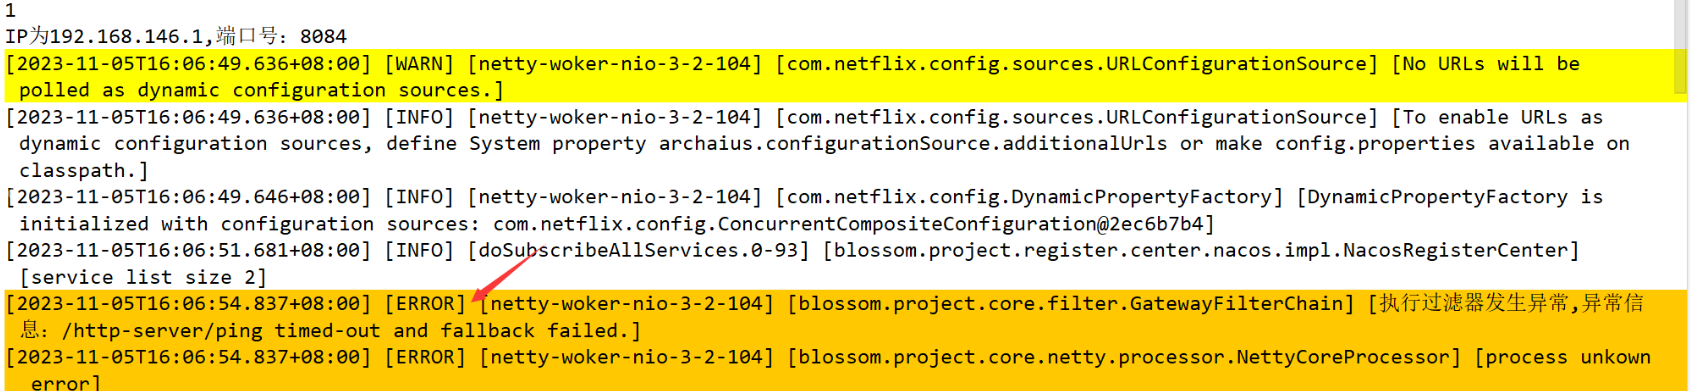 1
IP为192.168.146.1,端口号：8084
[2023-11-05T16:06:49.636+08:00] [WARN] [netty-woker-nio-3-2-104] [com.netflix.config.sources.URLConfigurationSource] [No URLs will be
polled as dynamic configuration sources.]
[2023-11-05T16:06:49.636+08:00] [INFO] [netty-woker-nio-3-2-104] [com.netflix.config.sources.URLConfigurationSource] [To enable URLs as
dynamic configuration sources, define System property archaius.configurationSource.additionalUrls or make config.properties available on
classpath.]
[2023-11-05T16:06:49.646+08:00] [INFO] [netty-woker-nio-3-2-104] [com.netflix.config.DynamicPropertyFactory] [DynamicPropertyFactory is
initialized with configuration sources: com.netflix.config.ConcurrentCompositeConfiguration@2ec6b7b4]
[2023-11-05T16:06:51.681+08:00] [INFO] [doSubscribeAllServices.0-93] [blossom.project.register.center.nacos.impl.NacosRegisterCenter]
[service list size 2]
[2023-11-05T16:06:54.837+08:00] [ERROR] [netty-woker-nio-3-2-104] [blossom.project.core.filter.GatewayFilterChain] [执行过滤器发生异常,异常信
息：/http-server/ping timed-out and fallback failed.]
[2023-11-05T16:06:54.837+08:00] [ERROR] [netty-woker-nio-3-2-104] [blossom.project.core.netty.processor.NettyCoreProcessor] [process unkown
error]